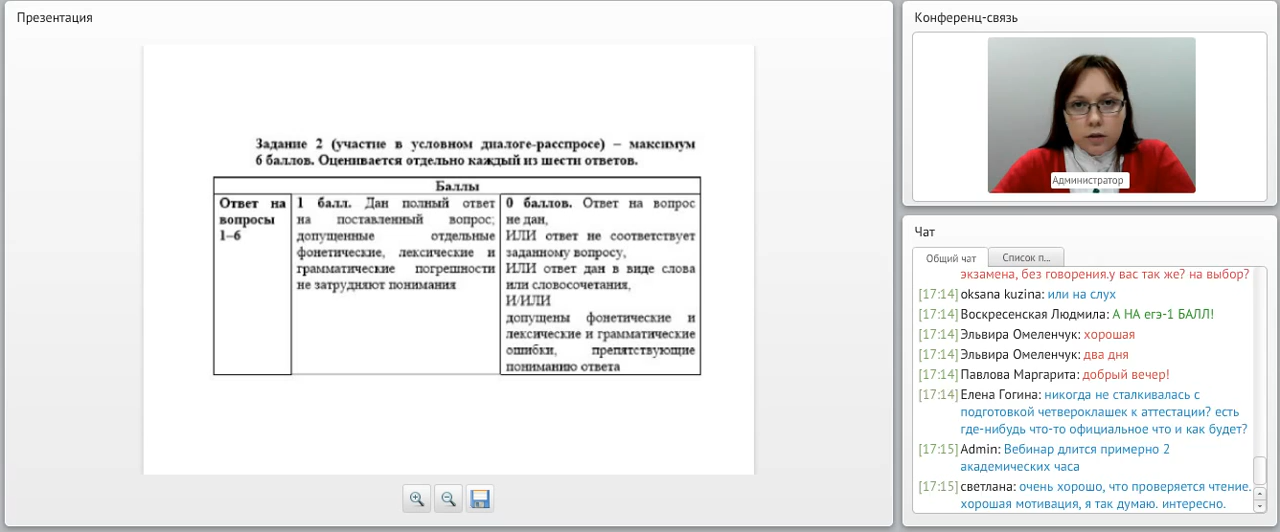 Презентация
Задание 2 (участие в условном диалоге-расспросе) – максимум
6 баллов. Оценивается отдельно каждый из шести ответов.
Баллы
Ответ на
вопросы
1–6
1 балл. Дан полный ответ
на поставленный вопрос;
допущенные отдельные
фонетические, лексические и
грамматические погрешности
не затрудняют понимания
0 баллов. Ответ на вопрос
не дан,
ИЛИ ответ не соответствует
заданному вопросу,
ИЛИ ответ дан в виде слова
или словосочетания,
И/ИЛИ
допущены фонетические и
лексические и грамматические
ошибки, препятствующие
пониманию ответа
Конференц-связь
Администратор
Чат
Общий чат
Список п...
экзамена, без говорения.у вас так же? на выбор?
[17:14] oksana kuzina: или на слух
[17:14] Воскресенская Людмила: А НА егэ-1 БАЛЛ!
[17:14] Эльвира Омеленчук: хорошая
[17:14] Эльвира Омеленчук: два дня
[17:14] Павлова Маргарита: добрый вечер!
[17:14] Елена Гогина: никогда не сталкивалась с
подготовкой четвероклашек к аттестации? есть
где-нибудь что-то официальное что и как будет?
[17:15] Admin: Вебинар длится примерно 2
академических часа
[17:15] светлана: очень хорошо, что проверяется чтение.
хорошая мотивация, я так думаю. интересно.